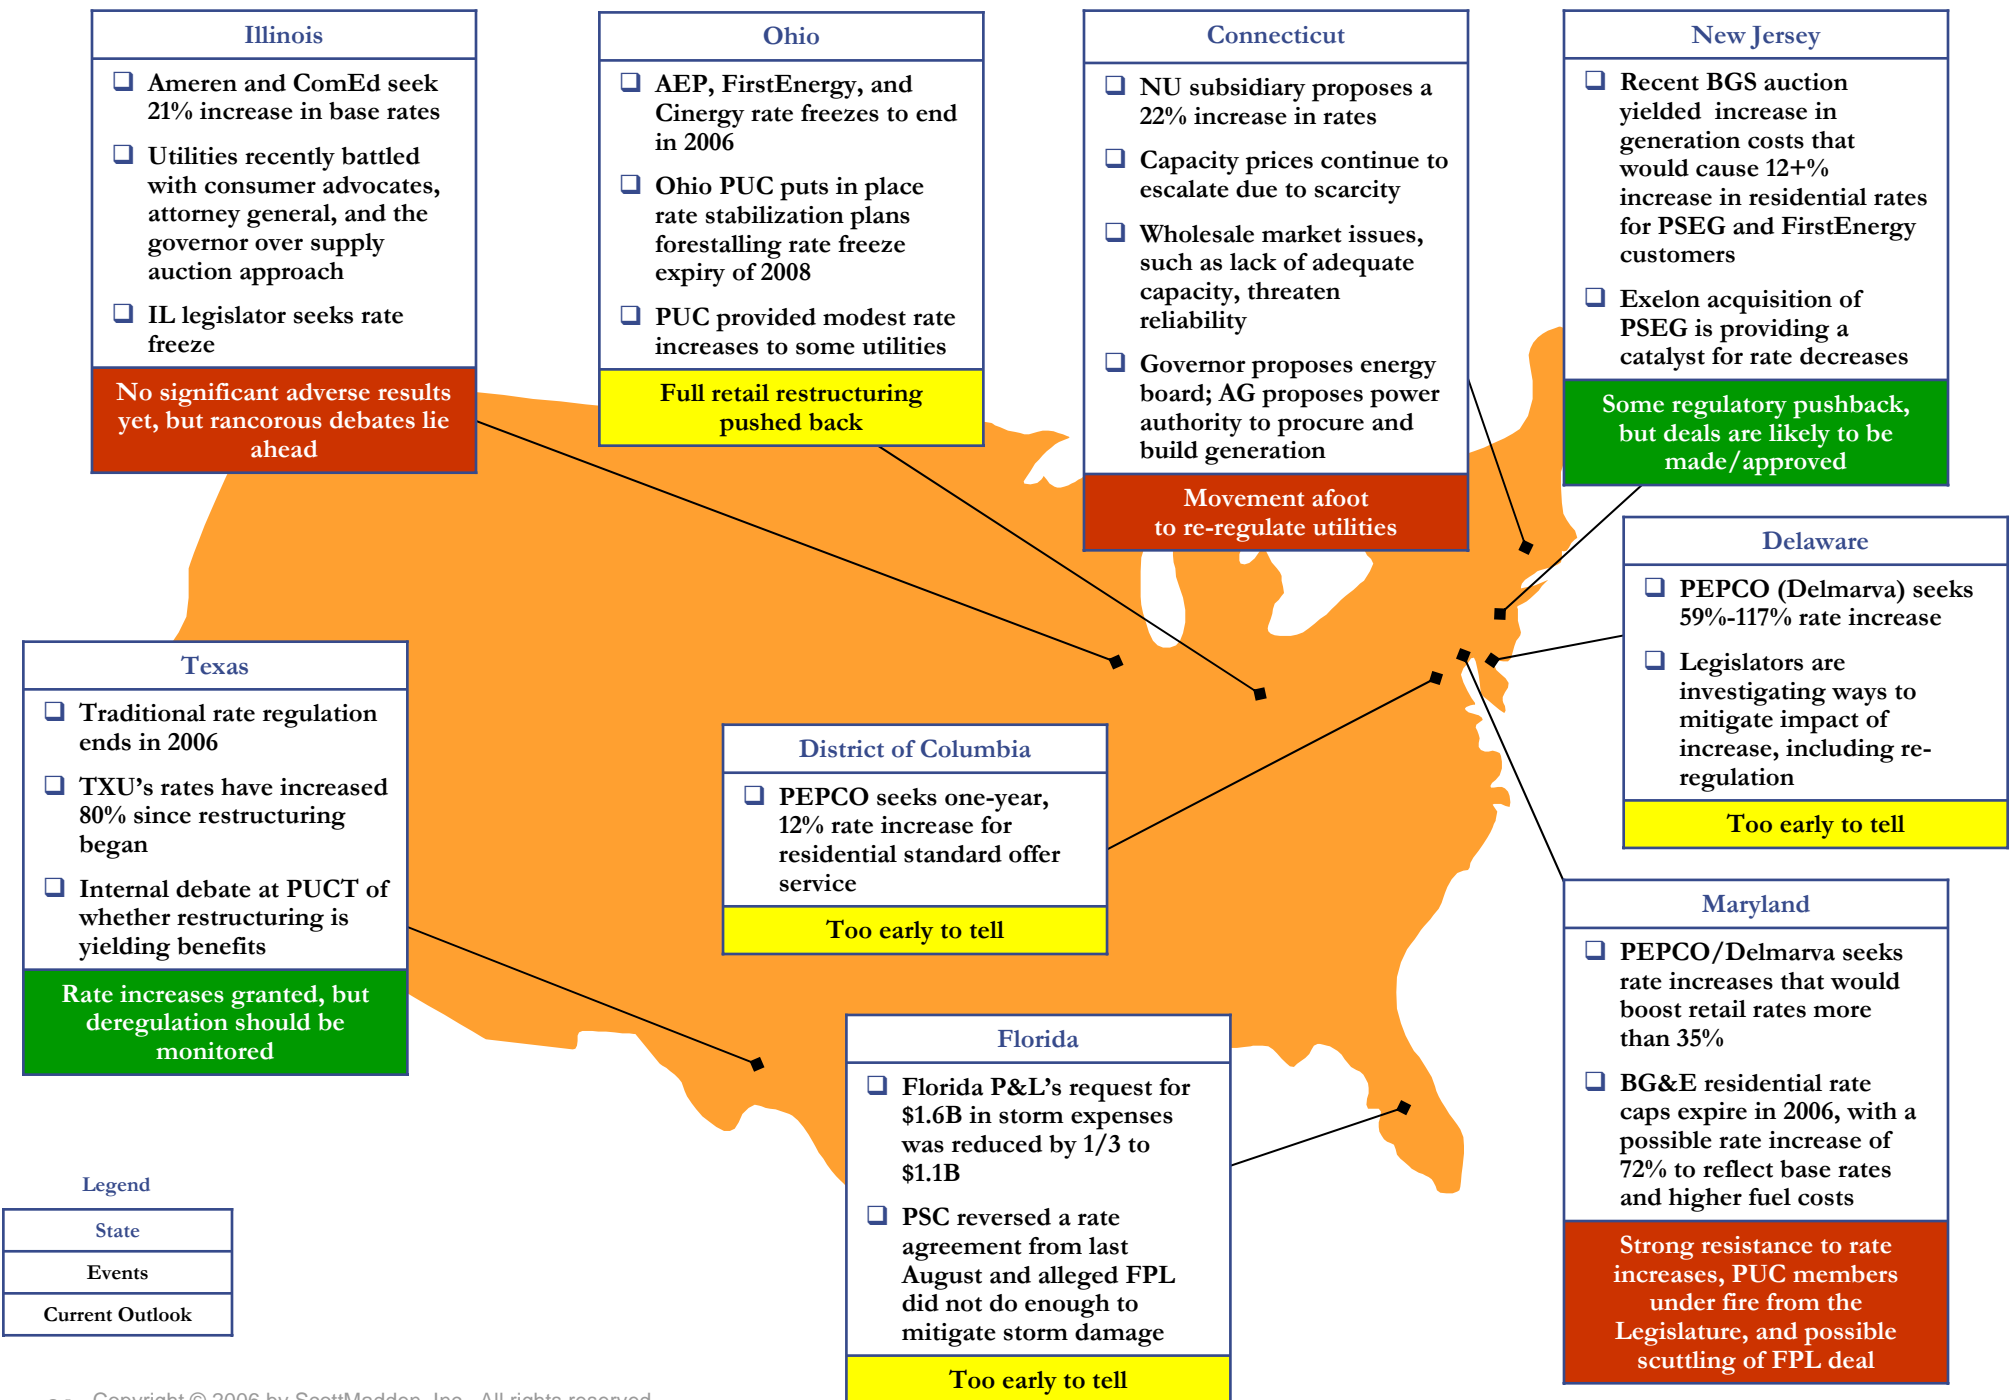 Illinois
Ameren and ComEd seek
21% increase in base rates
Utilities recently battled
with consumer advocates,
attorney general, and the
governor over supply
auction approach
IL legislator seeks rate
freeze
No significant adverse results
yet, but rancorous debates lie
ahead
Ohio
AEP, FirstEnergy, and
Cinergy rate freezes to end
in 2006
Ohio PUC puts in place
rate stabilization plans
forestalling rate freeze
expiry of 2008
PUC provided modest rate
increases to some utilities
Full retail restructuring
pushed back
Connecticut
NU subsidiary proposes a
22% increase in rates
Capacity prices continue to
escalate due to scarcity
Wholesale market issues,
such as lack of adequate
capacity, threaten
reliability
Governor proposes energy
board; AG proposes power
authority to procure and
build generation
Movement afoot
to re-regulate utilities
New Jersey
Recent BGS auction
yielded increase in
generation costs that
would cause 12+%
increase in residential rates
for PSEG and FirstEnergy
customers
Exelon acquisition of
PSEG is providing a
catalyst for rate decreases
Some regulatory pushback,
but deals are likely to be
made/approved
Delaware
PEPCO (Delmarva) seeks
59%-117% rate increase
Legislators are
investigating ways to
mitigate impact of
increase, including re-
regulation
Too early to tell
Texas
Traditional rate regulation
ends in 2006
TXU’s rates have increased
80% since restructuring
began
Internal debate at PUCT of
whether restructuring is
yielding benefits
Rate increases granted, but
deregulation should be
monitored
District of Columbia
PEPCO seeks one-year,
12% rate increase for
residential standard offer
service
Too early to tell
Maryland
PEPCO/Delmarva seeks
rate increases that would
boost retail rates more
than 35%
BG&E residential rate
caps expire in 2006, with a
possible rate increase of
72% to reflect base rates
and higher fuel costs
Strong resistance to rate
increases, PUC members
under fire from the
Legislature, and possible
scuttling of FPL deal
Florida
Florida P&L’s request for
$1.6B in storm expenses
was reduced by 1/3 to
$1.1B
PSC reversed a rate
agreement from last
August and alleged FPL
did not do enough to
mitigate storm damage
Too early to tell
Legend
State
Events
Current Outlook
Copyright © 2006 by ScottMadden, Inc. All rights reserved.